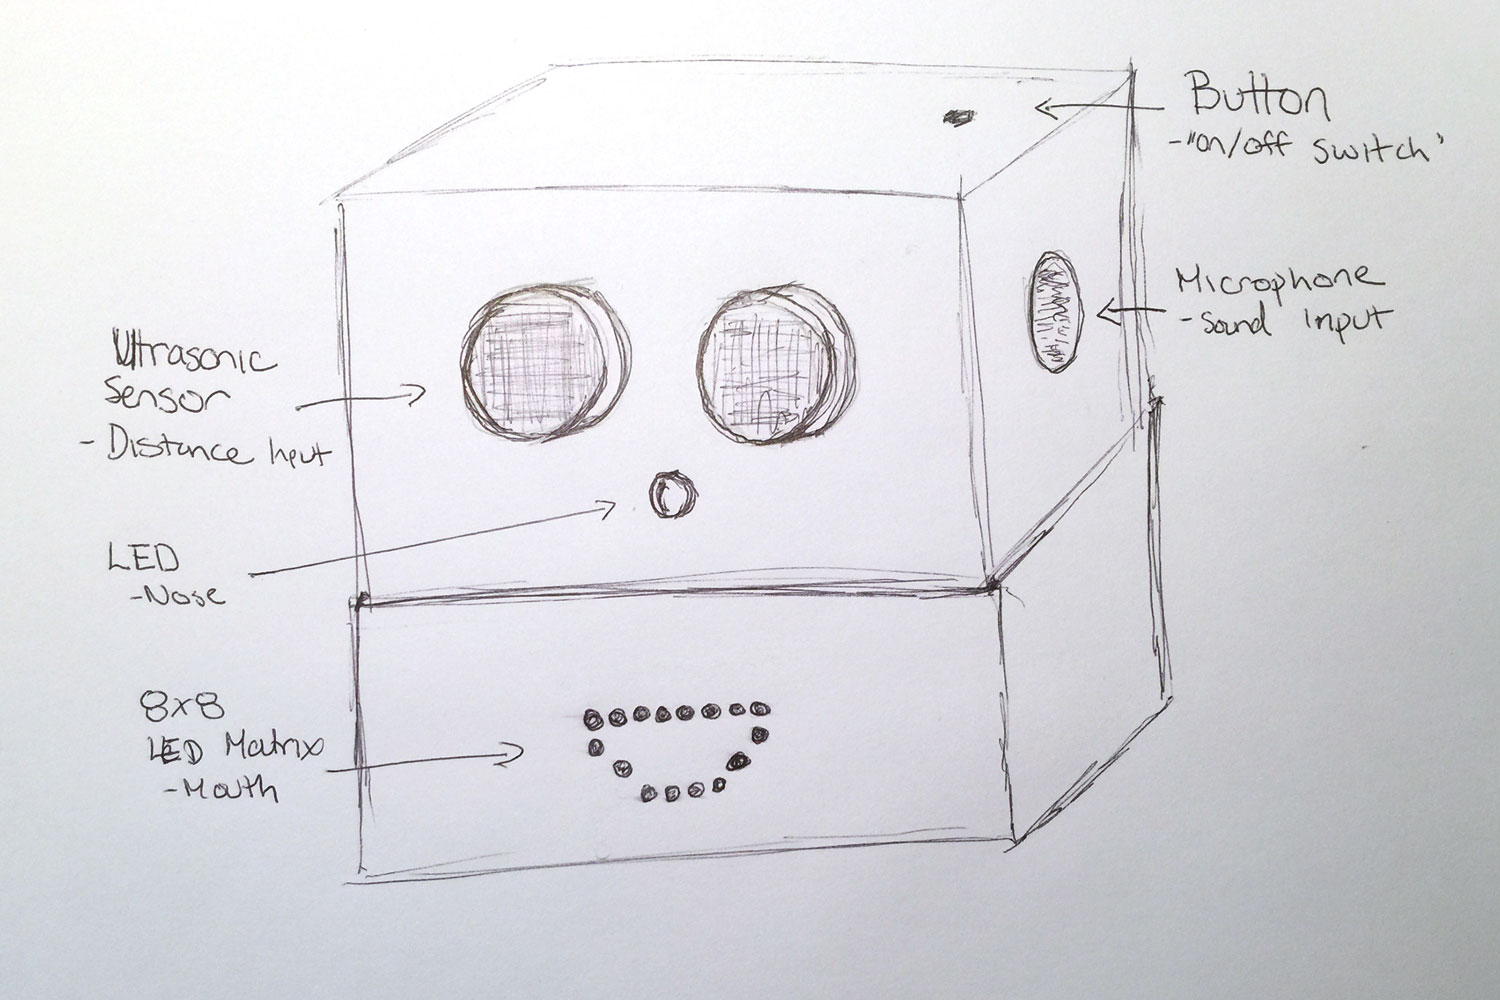 Button
-"on/off switch"
Microphone
- Sound Input
Ultrasonic
Sensor
- Distance Input
LED
- Nose
8x8
LED Matrix
- Mouth